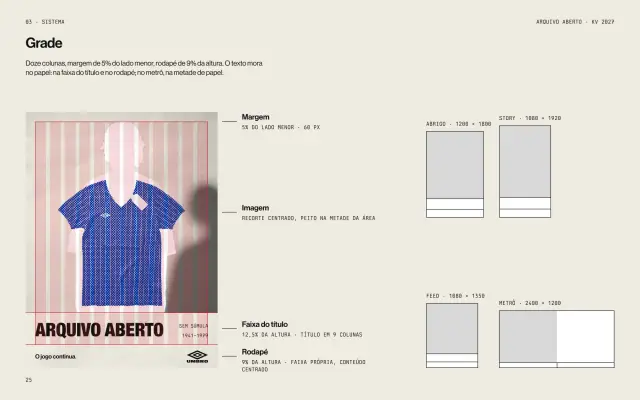 03 - SISTEMA
ARQUIVO ABERTO · KV 2027
Grade
Doze colunas, margem de 5% do lado menor, rodapé de 9% da altura. O texto mora
no papel: na faixa do título e no rodapé; no metrô, na metade de papel.
Margem
5% DO LADO MENOR · 60 PX
Imagem
RECORTE CENTRADO, PEITO NA METADE DA ÁREA
ARQUIVO ABERTO
SEM SÚMULA
1941-1999
Faixa do título
12,5% DA ALTURA · TÍTULO EM 9 COLUNAS
O jogo continua.
UMBRO
Rodapé
9% DA ALTURA · FAIXA PRÓPRIA, CONTEÚDO
CENTRADO
ABRIGO · 1200 × 1800
STORY · 1080 × 1920
FEED · 1080 × 1350
METRÔ · 2400 × 1200
25